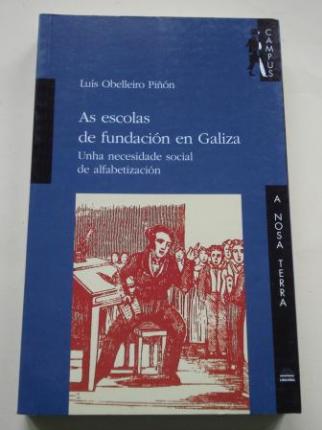 CAMPUS
Luís Obelleiro Piñón
As escolas
de fundación en Galiza
Unha necesidade social
de alfabetización
A NOSA TERRA